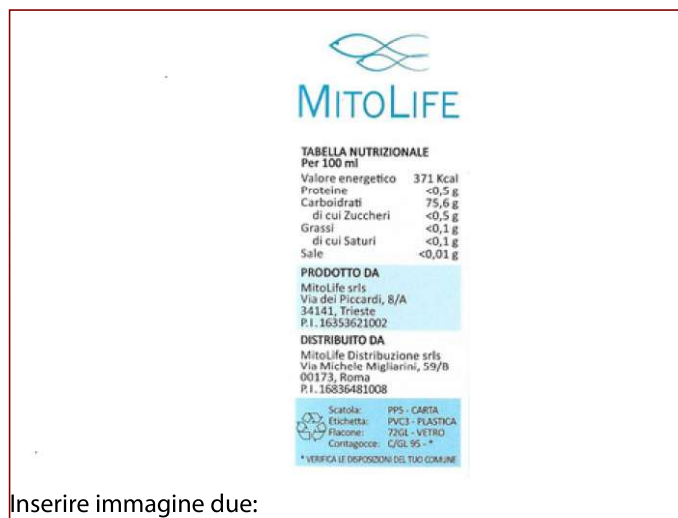 MITOLIFE
TABELLA NUTRIZIONALE
Per 100 ml
Valore energetico 371 Kcal
Proteine <0,5 g
Carboidrati 75,6 g
di cui Zuccheri <0,5 g
Grassi <0,1 g
di cui Saturi <0,1 g
Sale <0,01 g
PRODOTTO DA
MitoLife srls
Via dei Piccardi, 8/A
34141, Trieste
P.I. 16353621002
DISTRIBUITO DA
MitoLife Distribuzione srls
Via Michele Migliarini, 59/B
00173, Roma
P.I. 16836481008
Scatola: PP5 - CARTA
Etichetta: PVC3 - PLASTICA
Flacone: 72GL - VETRO
Contagocce: C/GL 95 - *
* VERIFICA LE DISPOSIZIONI DEL TUO COMUNE
Inserire immagine due: